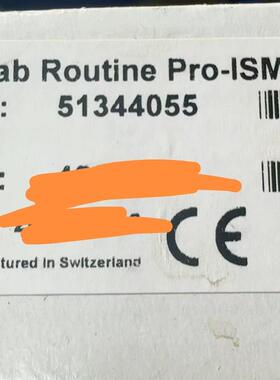 ab Routine Pro-ISM
: 51344055
:
CE
tured in Switzerland